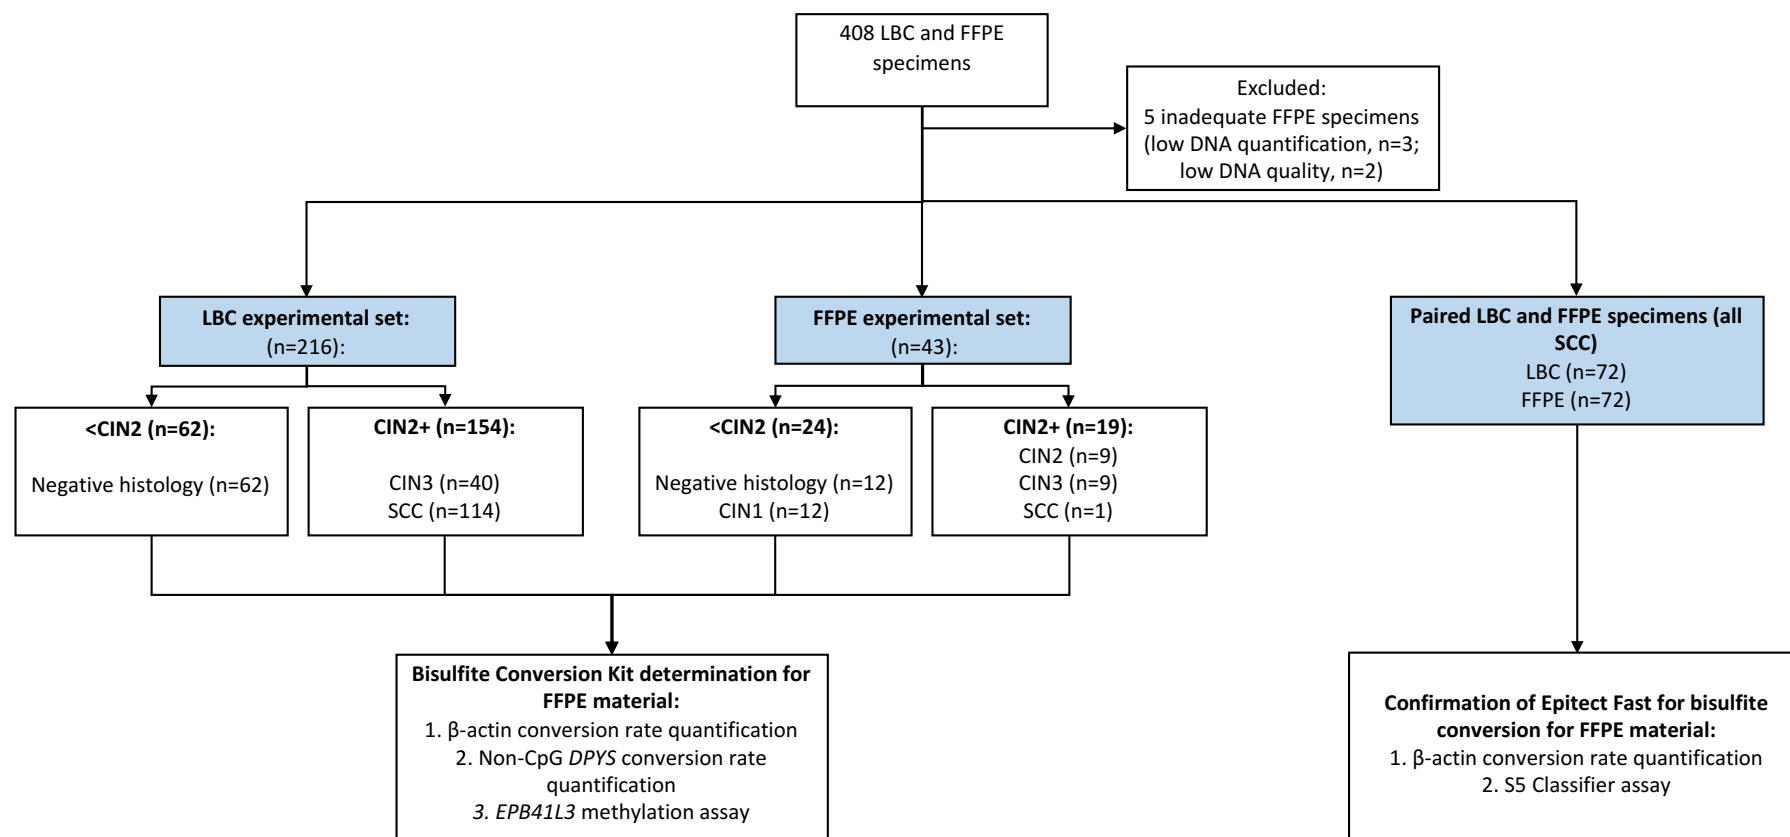 408 LBC and FFPE
specimens
Excluded:
5 inadequate FFPE specimens
(low DNA quantification, n=3;
low DNA quality, n=2)
LBC experimental set:
(n=216):
FFPE experimental set:
(n=43):
Paired LBC and FFPE specimens (all
SCC)
LBC (n=72)
FFPE (n=72)
<CIN2 (n=62):
Negative histology (n=62)
CIN2+ (n=154):
CIN3 (n=40)
SCC (n=114)
<CIN2 (n=24):
Negative histology (n=12)
CIN1 (n=12)
CIN2+ (n=19):
CIN2 (n=9)
CIN3 (n=9)
SCC (n=1)
Bisulfite Conversion Kit determination for
FFPE material:
1. β-actin conversion rate quantification
2. Non-CpG DPYS conversion rate
quantification
3. EPB41L3 methylation assay
Confirmation of Epitect Fast for bisulfite
conversion for FFPE material:
1. β-actin conversion rate quantification
2. S5 Classifier assay